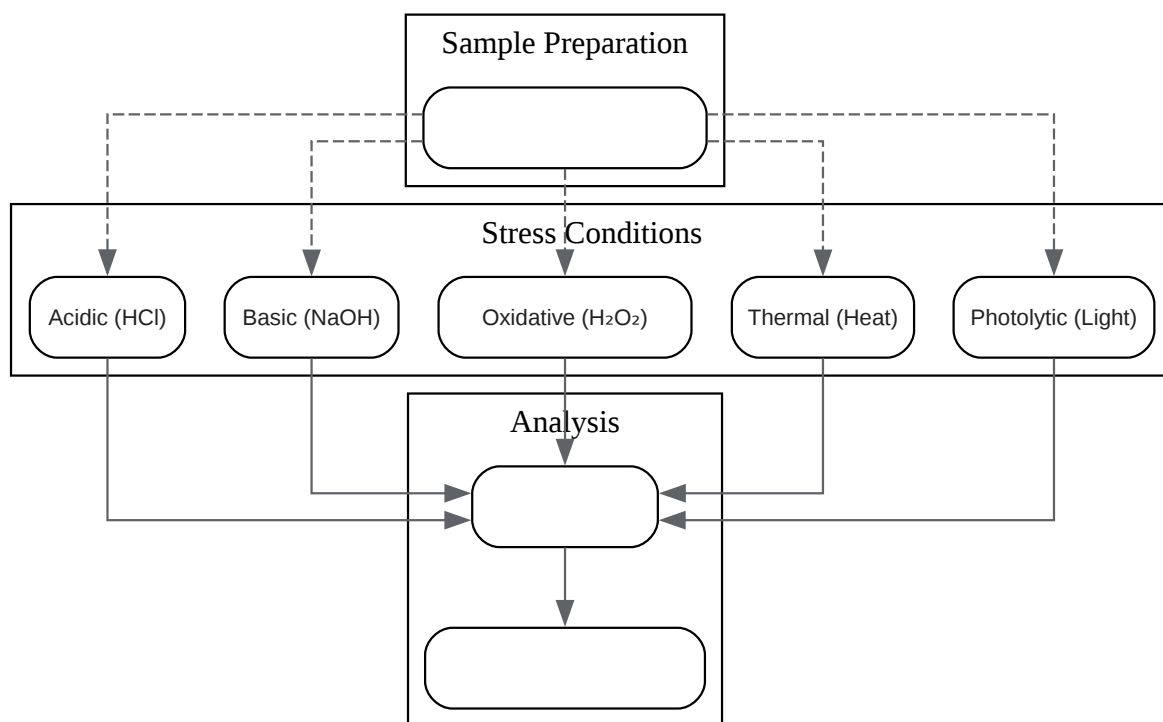 Sample Preparation
Stress Conditions
Acidic (HCl)
Basic (NaOH)
Oxidative (H₂O₂)
Thermal (Heat)
Photolytic (Light)
Analysis